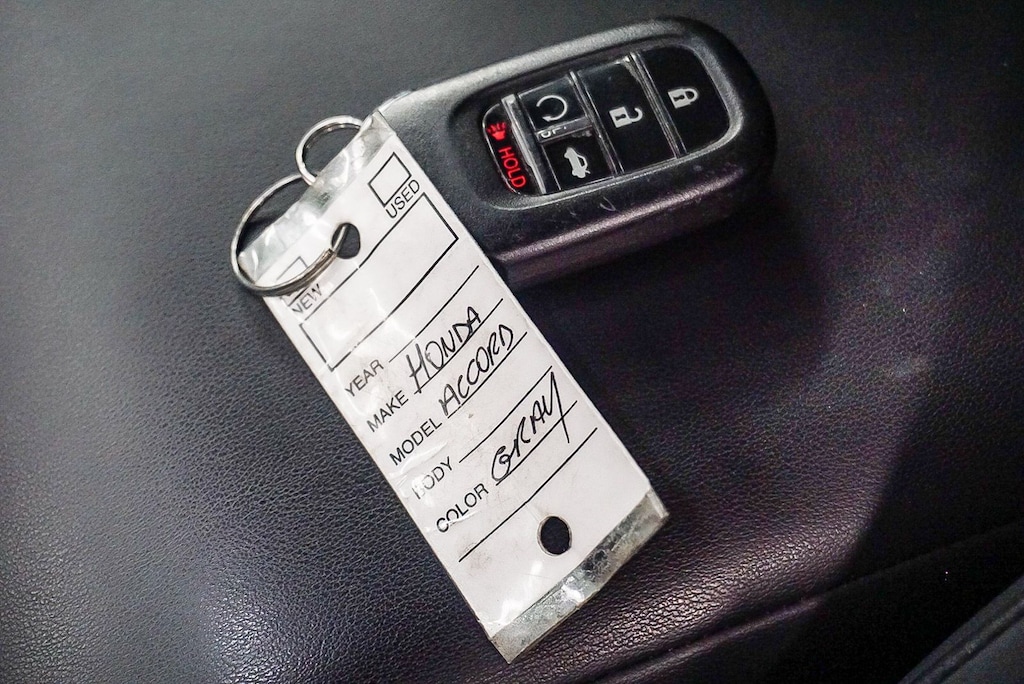 HOLD
USED
NEW
YEAR
MAKE HONDA
MODEL ACCORD
BODY
COLOR GRAY